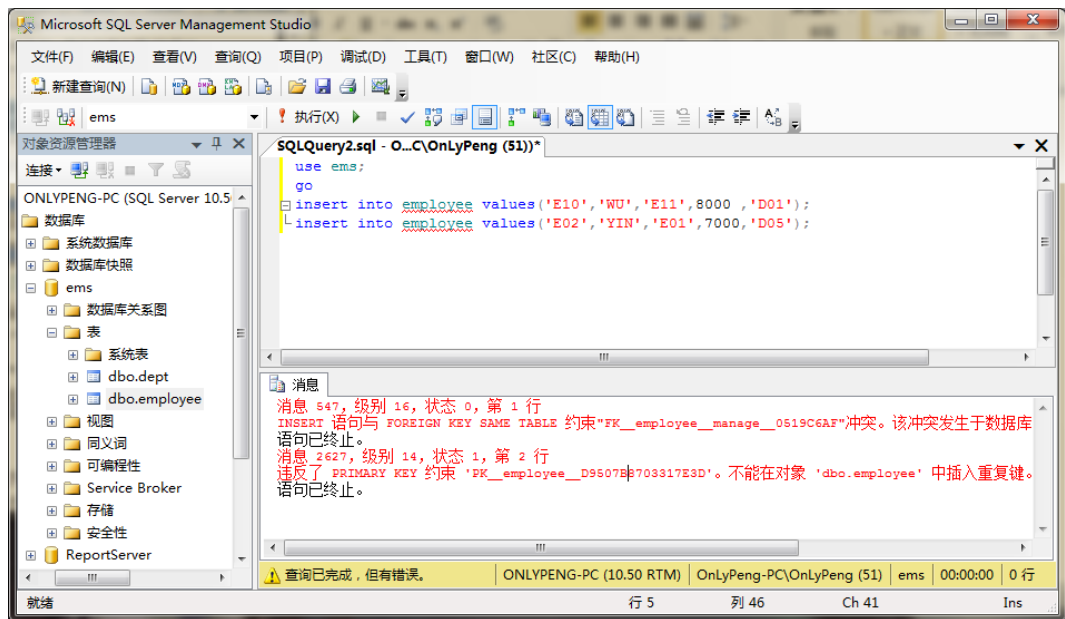 Microsoft SQL Server Management Studio
文件(F) 编辑(E) 查看(V) 查询(Q) 项目(P) 调试(D) 工具(T) 窗口(W) 社区(C) 帮助(H)
新建查询(N)
ems 执行(X)
对象资源管理器
连接
ONLYPENG-PC (SQL Server 10.5
数据库
系统数据库
数据库快照
ems
数据库关系图
表
系统表
dbo.dept
dbo.employee
视图
同义词
可编程性
Service Broker
存储
安全性
ReportServer
SQLQuery2.sql - O...C\OnLyPeng (51))*
use ems;
go
insert into employee values('E10','WU','E11',8000 ,'D01');
insert into employee values('E02','YIN','E01',7000,'D05');
消息
消息 547，级别 16，状态 0，第 1 行
INSERT 语句与 FOREIGN KEY SAME TABLE 约束"FK__employee__manage__0519C6AF"冲突。该冲突发生于数据库
语句已终止。
消息 2627，级别 14，状态 1，第 2 行
违反了 PRIMARY KEY 约束 'PK__employee__D9507B8703317E3D'。不能在对象 'dbo.employee' 中插入重复键。
语句已终止。
查询已完成，但有错误。 ONLYPENG-PC (10.50 RTM) OnLyPeng-PC\OnLyPeng (51) ems 00:00:00 0 行
就绪 行 5 列 46 Ch 41 Ins